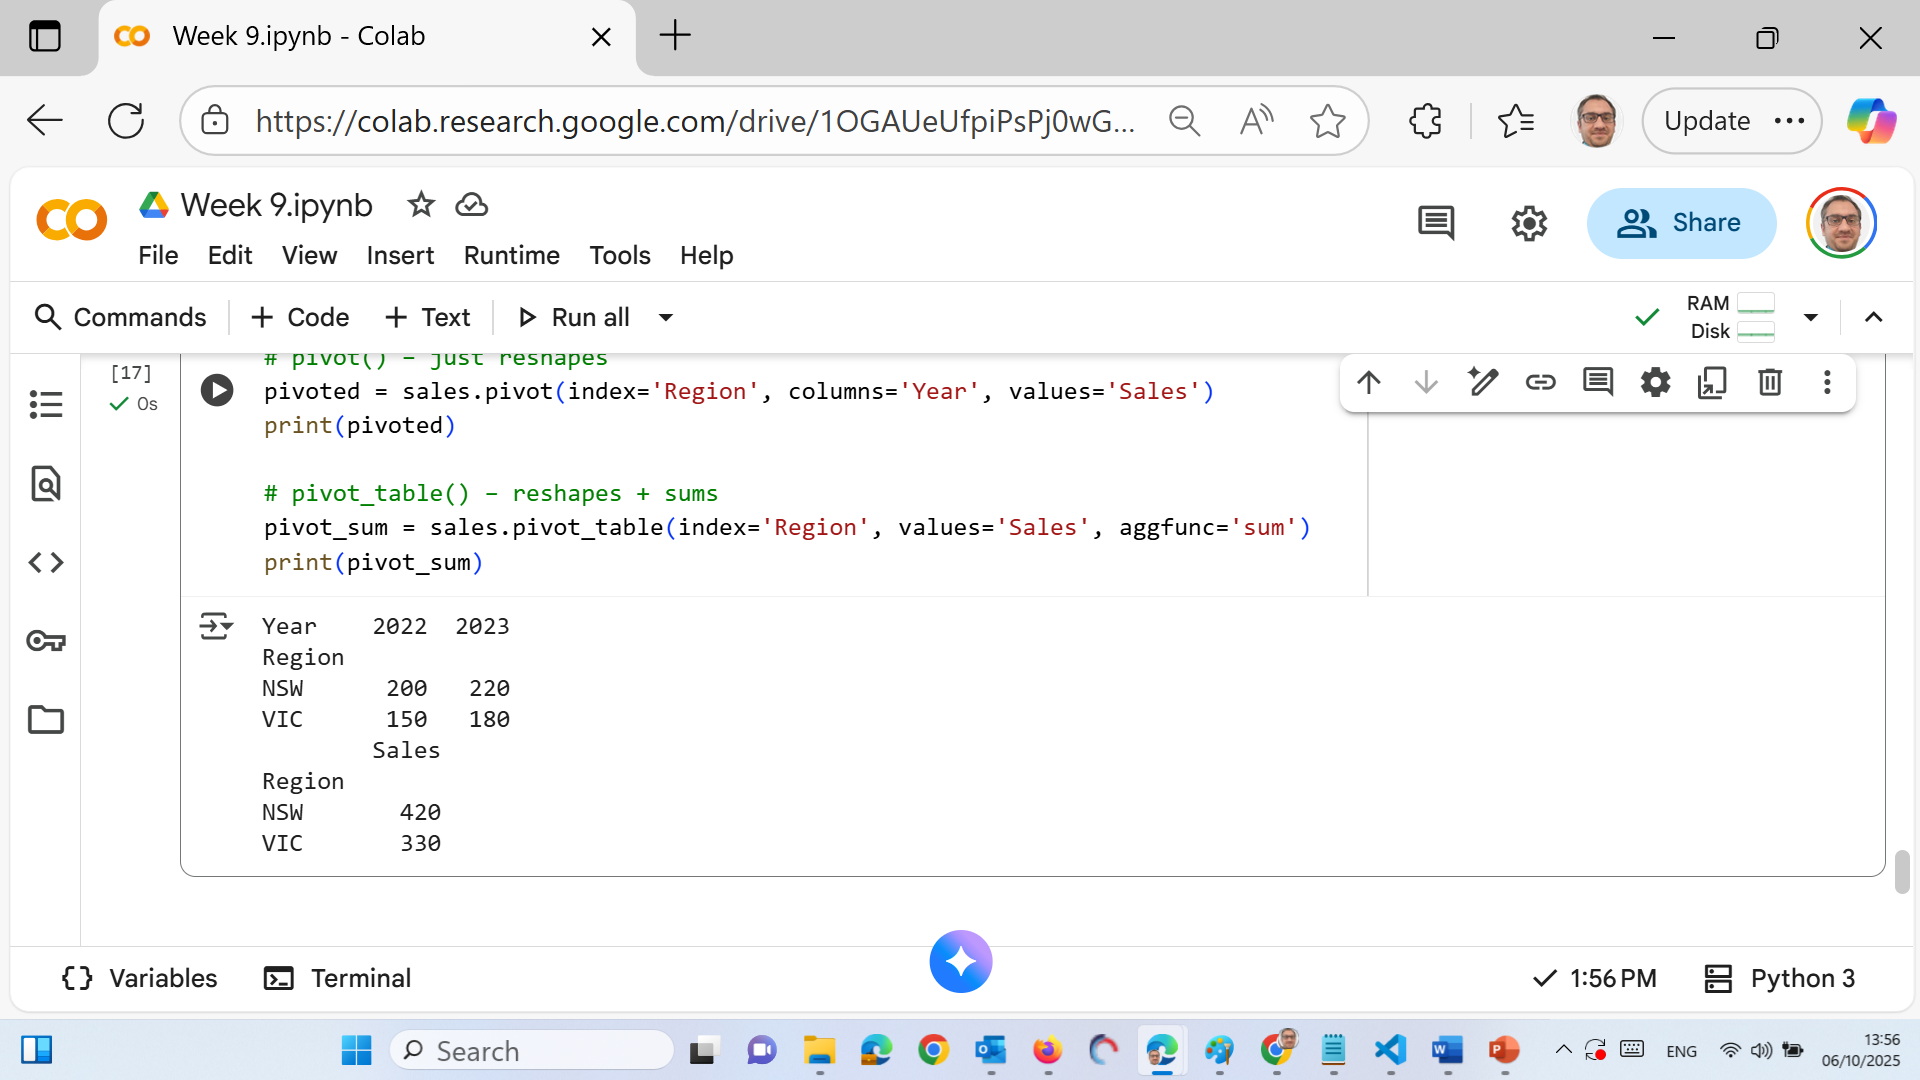 Week 9.ipynb - Colab
https://colab.research.google.com/drive/1OGAUeUfpiPsPj0wG...
Update
Week 9.ipynb
File Edit View Insert Runtime Tools Help
Share
Commands + Code + Text Run all
RAM
Disk
[17]
0s
# pivot() – just reshapes
pivoted = sales.pivot(index='Region', columns='Year', values='Sales')
print(pivoted)
# pivot_table() – reshapes + sums
pivot_sum = sales.pivot_table(index='Region', values='Sales', aggfunc='sum')
print(pivot_sum)
Year    2022  2023
Region
NSW      200   220
VIC      150   180
        Sales
Region
NSW       420
VIC       330
{} Variables Terminal
1:56 PM Python 3
Search
ENG
13:56
06/10/2025